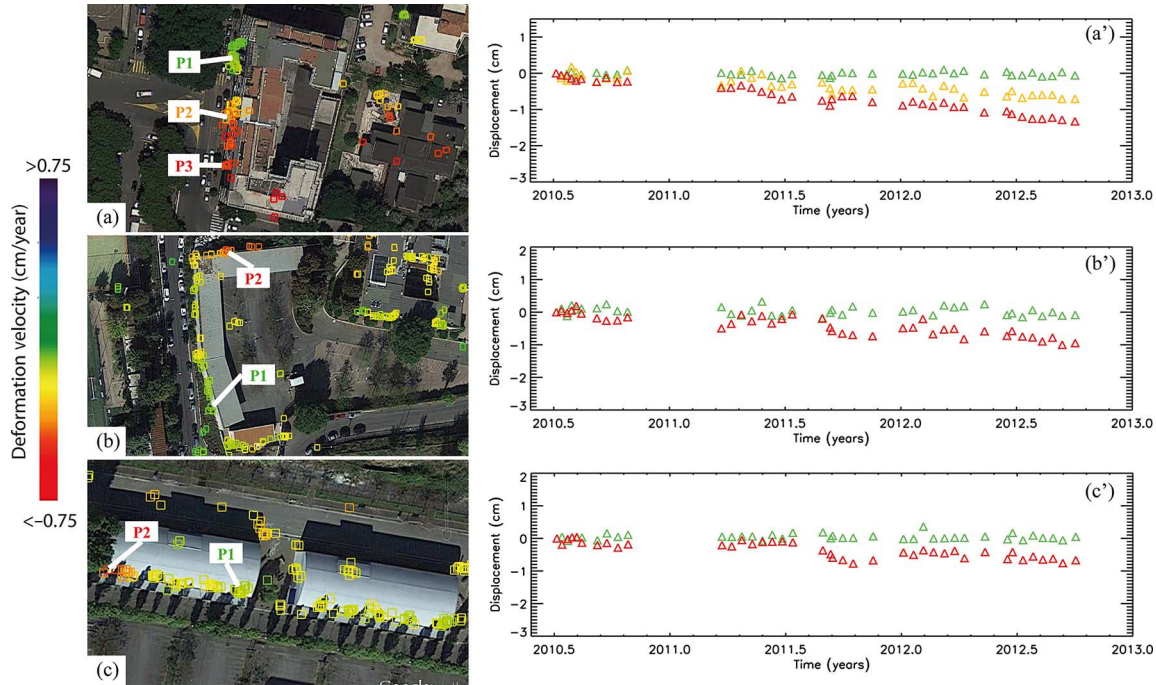 >0.75
Deformation velocity (cm/year)
<-0.75
P1
P2
P3
(a)
P2
P1
(b)
P2
P1
(c)
(a')
Displacement (cm)
1
0
-1
-2
-3
2010.5 2011.0 2011.5 2012.0 2012.5 2013.0
Time (years)
(b')
Displacement (cm)
1
0
-1
-2
-3
2010.5 2011.0 2011.5 2012.0 2012.5 2013.0
Time (years)
(c')
Displacement (cm)
1
0
-1
-2
-3
2010.5 2011.0 2011.5 2012.0 2012.5 2013.0
Time (years)